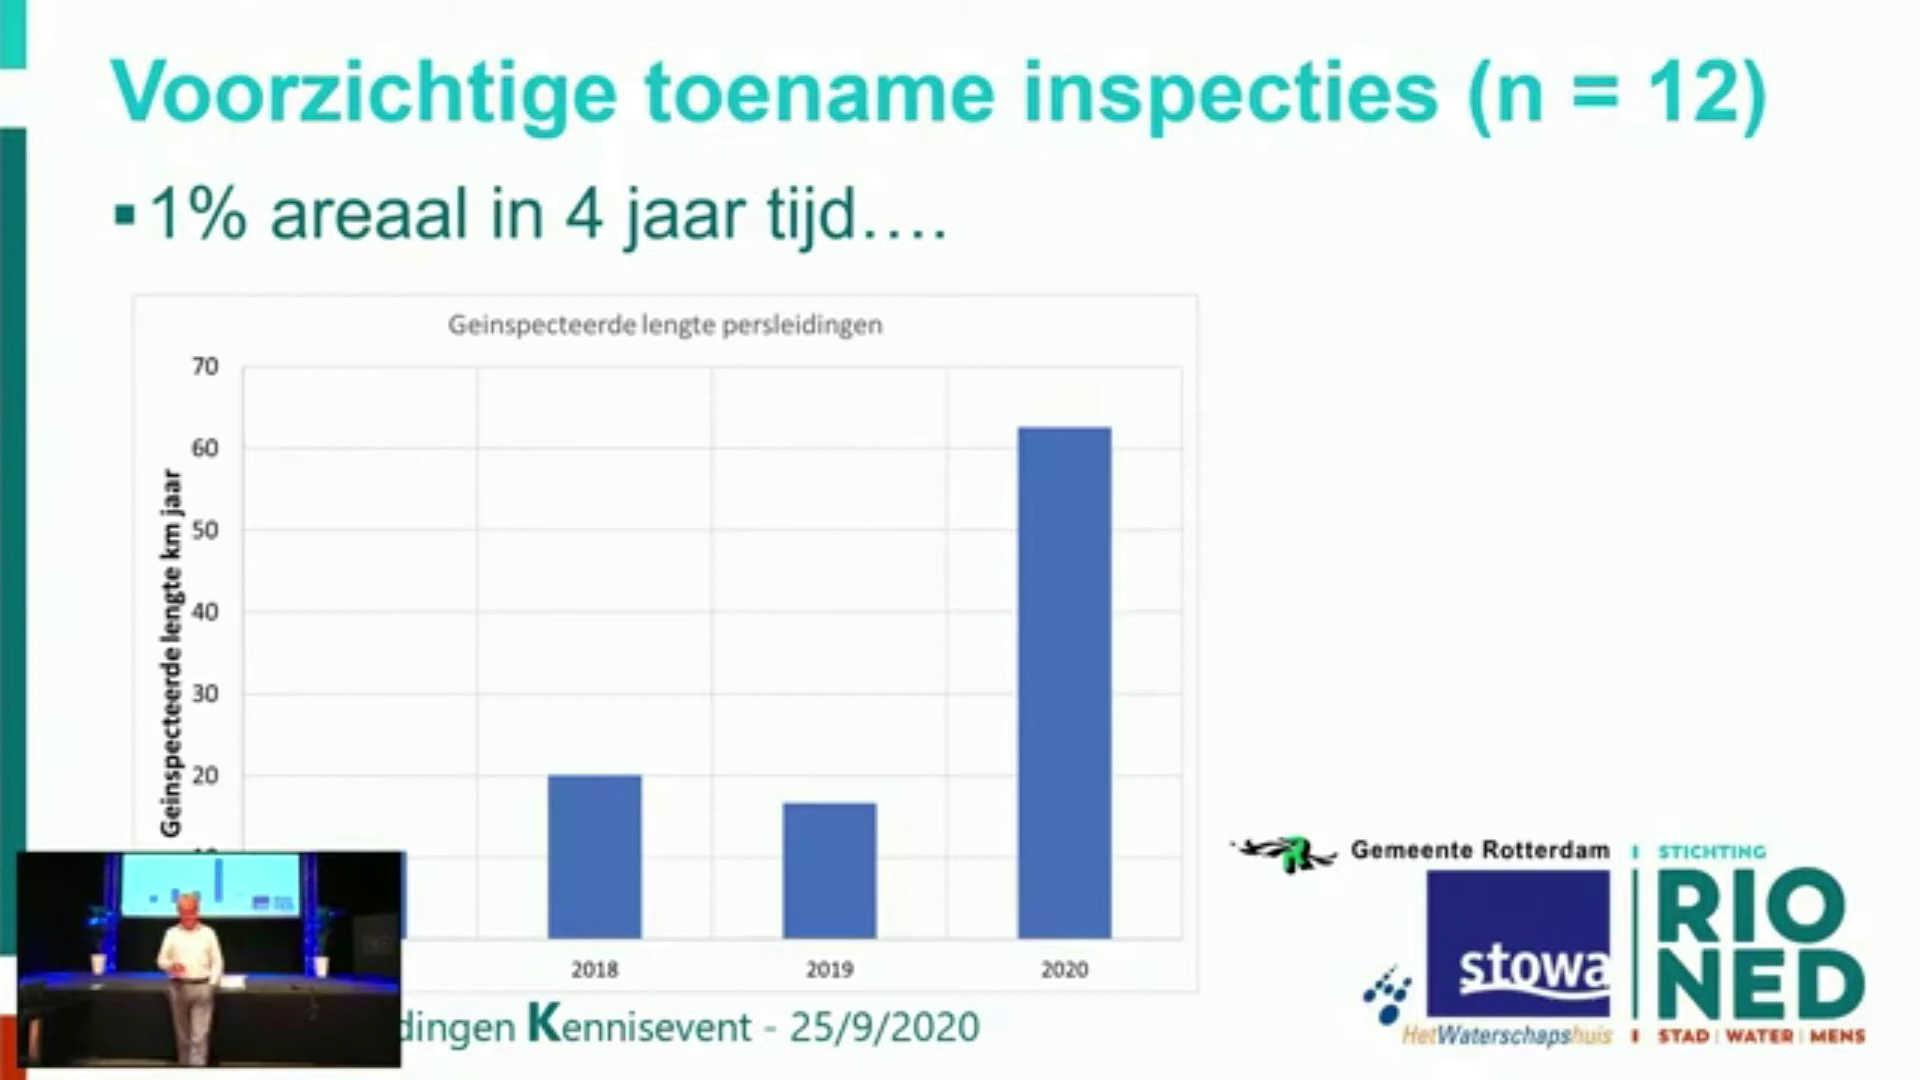 Voorzichtige toename inspecties (n = 12)
▪1% areaal in 4 jaar tijd....
Geinspecteerde lengte persleidingen
Geinspecteerde lengte km jaar
70
60
50
40
30
20
2018
2019
2020
dingen Kennisevent - 25/9/2020
Gemeente Rotterdam
stowa
HetWaterschapshuis
STICHTING
RIO
NED
STAD | WATER | MENS